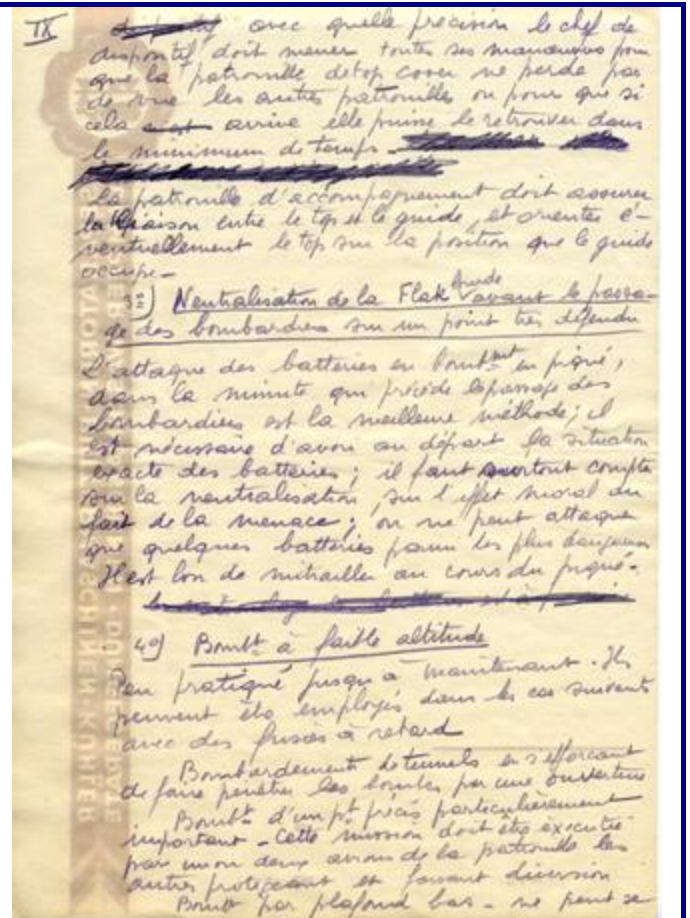 IX
avec quelle précision le chef de
dispositif doit mener toutes ses manoeuvres pour
que la patrouille de top cover ne perde pas
de vue les autres patrouilles ou pour que si
cela arrive elle puisse le retrouver dans
le minimum de temps -
La patrouille d'accompagnement doit assurer
la liaison entre le top et le guide, et orienter é-
ventuellement le top sur la position que le guide
occupe -
3°) Neutralisation de la Flak lourde avant le passa-
ge des bombardiers sur un point très défendu
L'attaque des batteries en bombt en piqué,
dans la minute qui précède le passage des
bombardiers est la meilleure méthode; il
est nécessaire d'avoir au départ la situation
exacte des batteries; il faut surtout compter
sur la neutralisation, sur l'effet moral du
fait de la menace; on ne peut attaquer
que quelques batteries parmi les plus dangereuses
Il est bon de mitrailler au cours du piqué -
4°) Bombt à faible altitude
Peu pratiqué jusqu'à maintenant. Ils
peuvent être employés dans les cas suivants
avec des fusées à retard
Bombardements de tunnels en s'efforçant
de faire pénétrer les bombes par une ouverture
Bombt d'un pt précis particulièrement
important - Cette mission doit être exécutée
par un ou deux avions de la patrouille les
autres protégeant et faisant diversion
Bombt par plafond bas - ne peut se